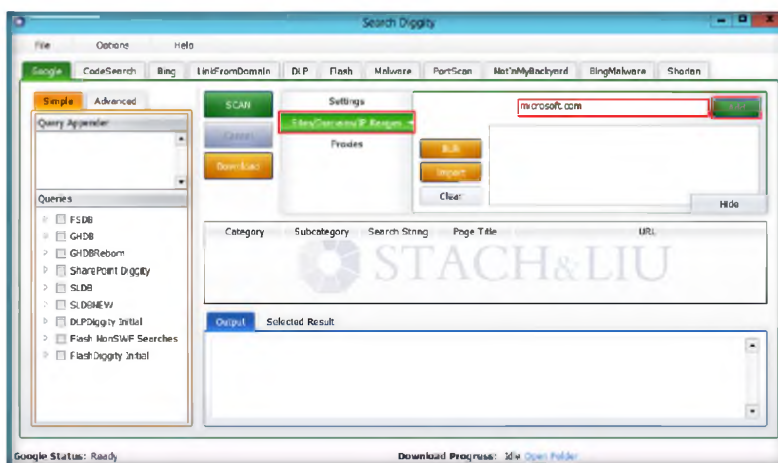 Search Diggity
File Options Help
Google CodeSearch Bing LinkFromDomain DLP Flash Malware PortScan NotInMyBackyard BingMalware Shodan
Simple Advanced
Query Appender
Queries
FSDB
GHDB
GHDBReborn
SharePoint Diggity
SLDB
SLDBNEW
DLPDiggity Initial
Flash NonSWF Searches
FlashDiggity Initial
SCAN
Cancel
Download
Settings
Sites/Domains/IP Ranges
Proxies
microsoft.com
Bulk
Import
Clear
Hide
Category Subcategory Search String Page Title URL
STACH&LIU
Output Selected Result
Google Status: Ready
Download Progress: Idle Open Folder